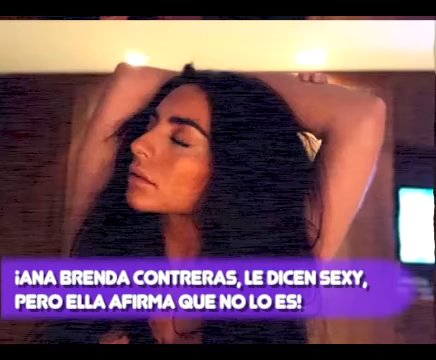 ¡ANA BRENDA CONTRERAS, LE DICEN SEXY,
PERO ELLA AFIRMA QUE NO LO ES!